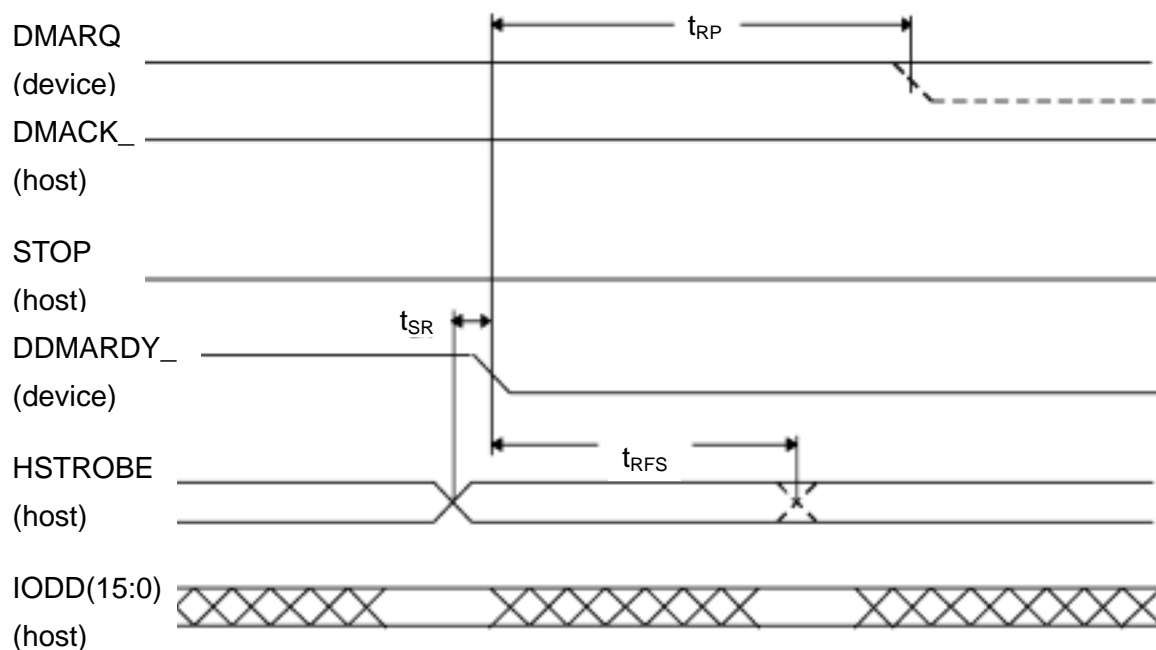 DMARQ
(device)
tRP
DMACK_
(host)
STOP
(host)
tSR
DDMARDY_
(device)
tRFS
HSTROBE
(host)
IODD(15:0)
(host)